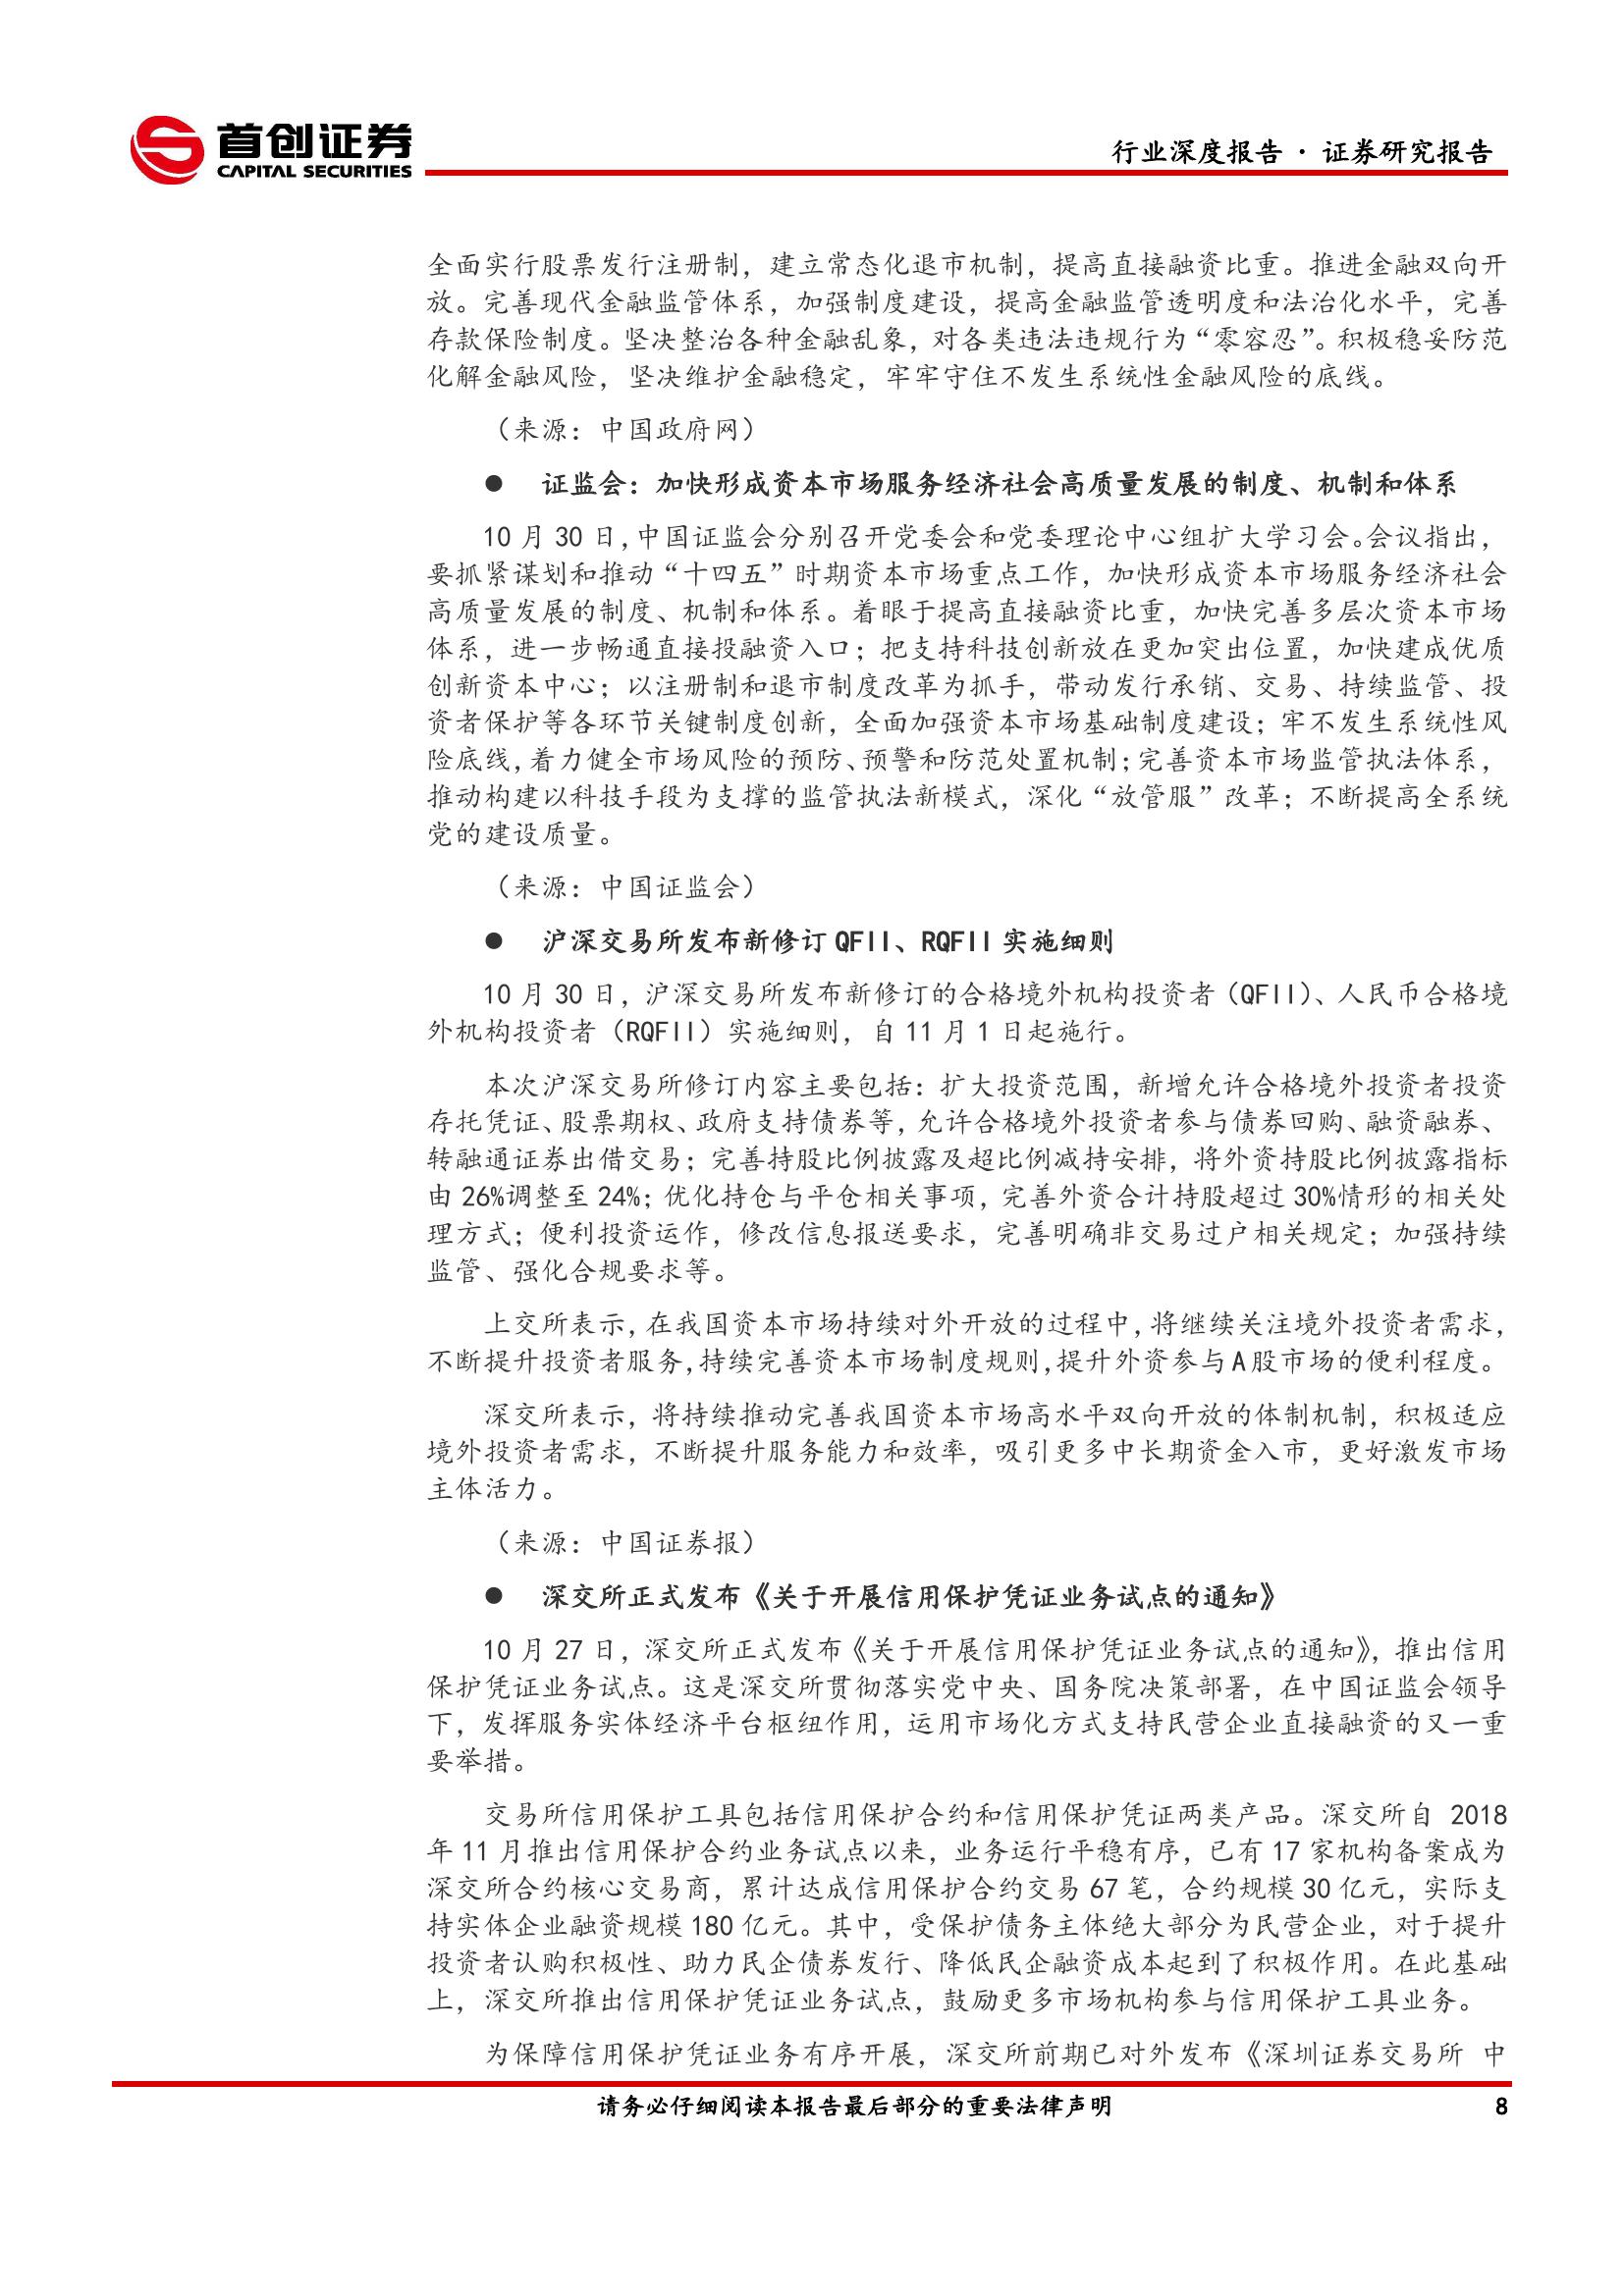 首创证券
CAPITAL SECURITIES
行业深度报告 · 证券研究报告
全面实行股票发行注册制，建立常态化退市机制，提高直接融资比重。推进金融双向开
放。完善现代金融监管体系，加强制度建设，提高金融监管透明度和法治化水平，完善
存款保险制度。坚决整治各种金融乱象，对各类违法违规行为“零容忍”。积极稳妥防范
化解金融风险，坚决维护金融稳定，牢牢守住不发生系统性金融风险的底线。
（来源：中国政府网）
● 证监会：加快形成资本市场服务经济社会高质量发展的制度、机制和体系
10 月 30 日，中国证监会分别召开党委会和党委理论中心组扩大学习会。会议指出，
要抓紧谋划和推动“十四五”时期资本市场重点工作，加快形成资本市场服务经济社会
高质量发展的制度、机制和体系。着眼于提高直接融资比重，加快完善多层次资本市场
体系，进一步畅通直接投融资入口；把支持科技创新放在更加突出位置，加快建成优质
创新资本中心；以注册制和退市制度改革为抓手，带动发行承销、交易、持续监管、投
资者保护等各环节关键制度创新，全面加强资本市场基础制度建设；牢不发生系统性风
险底线，着力健全市场风险的预防、预警和防范处置机制；完善资本市场监管执法体系，
推动构建以科技手段为支撑的监管执法新模式，深化“放管服”改革；不断提高全系统
党的建设质量。
（来源：中国证监会）
● 沪深交易所发布新修订 QFII、RQFII 实施细则
10 月 30 日，沪深交易所发布新修订的合格境外机构投资者（QFII）、人民币合格境
外机构投资者（RQFII）实施细则，自 11 月 1 日起施行。
本次沪深交易所修订内容主要包括：扩大投资范围，新增允许合格境外投资者投资
存托凭证、股票期权、政府支持债券等，允许合格境外投资者参与债券回购、融资融券、
转融通证券出借交易；完善持股比例披露及超比例减持安排，将外资持股比例披露指标
由 26%调整至 24%；优化持仓与平仓相关事项，完善外资合计持股超过 30%情形的相关处
理方式；便利投资运作，修改信息报送要求，完善明确非交易过户相关规定；加强持续
监管、强化合规要求等。
上交所表示，在我国资本市场持续对外开放的过程中，将继续关注境外投资者需求，
不断提升投资者服务，持续完善资本市场制度规则，提升外资参与 A 股市场的便利程度。
深交所表示，将持续推动完善我国资本市场高水平双向开放的体制机制，积极适应
境外投资者需求，不断提升服务能力和效率，吸引更多中长期资金入市，更好激发市场
主体活力。
（来源：中国证券报）
● 深交所正式发布《关于开展信用保护凭证业务试点的通知》
10 月 27 日，深交所正式发布《关于开展信用保护凭证业务试点的通知》，推出信用
保护凭证业务试点。这是深交所贯彻落实党中央、国务院决策部署，在中国证监会领导
下，发挥服务实体经济平台枢纽作用，运用市场化方式支持民营企业直接融资的又一重
要举措。
交易所信用保护工具包括信用保护合约和信用保护凭证两类产品。深交所自 2018
年 11 月推出信用保护合约业务试点以来，业务运行平稳有序，已有 17 家机构备案成为
深交所合约核心交易商，累计达成信用保护合约交易 67 笔，合约规模 30 亿元，实际支
持实体企业融资规模 180 亿元。其中，受保护债务主体绝大部分为民营企业，对于提升
投资者认购积极性、助力民企债券发行、降低民企融资成本起到了积极作用。在此基础
上，深交所推出信用保护凭证业务试点，鼓励更多市场机构参与信用保护工具业务。
为保障信用保护凭证业务有序开展，深交所前期已对外发布《深圳证券交易所 中
请务必仔细阅读本报告最后部分的重要法律声明
8